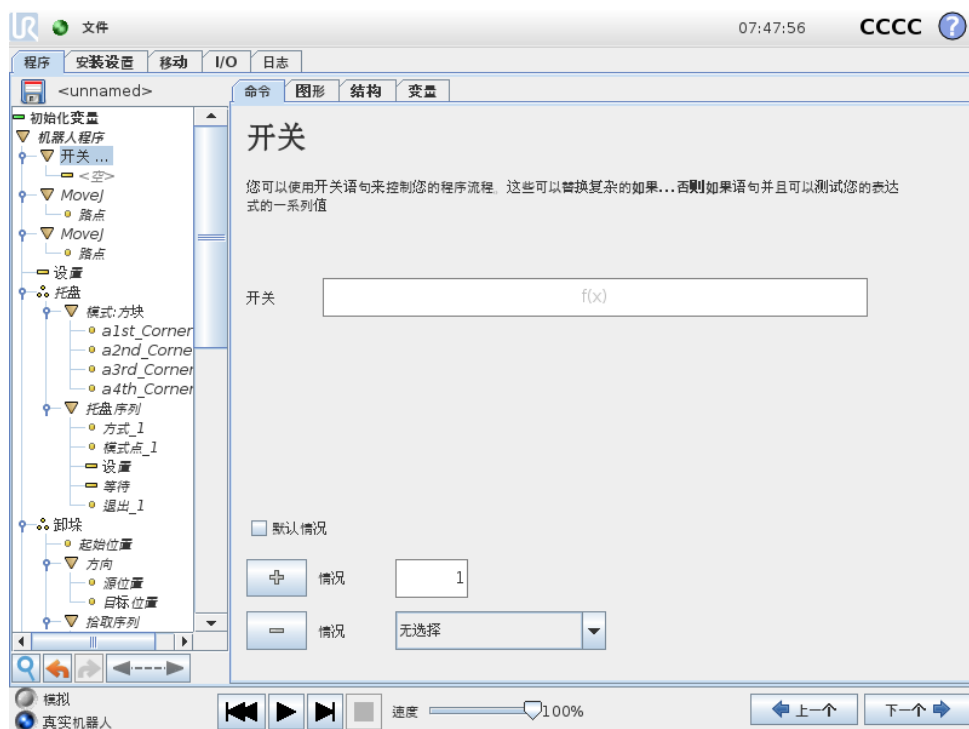 UR 文件 07:47:56 CCCC ?
程序 安装设置 移动 I/O 日志
<unnamed>
命令 图形 结构 变量
初始化变量
机器人程序
开关 ...
<空>
MoveJ
路点
MoveJ
路点
设置
托盘
模式:方块
a1st_Corner
a2nd_Corne
a3rd_Corner
a4th_Corner
托盘序列
方式_1
模式点_1
设置
等待
退出_1
卸垛
起始位置
方向
源位置
目标位置
拾取序列
开关
您可以使用开关语句来控制您的程序流程。这些可以替换复杂的如果...否则如果语句并且可以测试您的表达
式的一系列值
开关 f(x)
默认情况
情况 1
情况 无选择
模拟
真实机器人
速度 100%
上一个 下一个